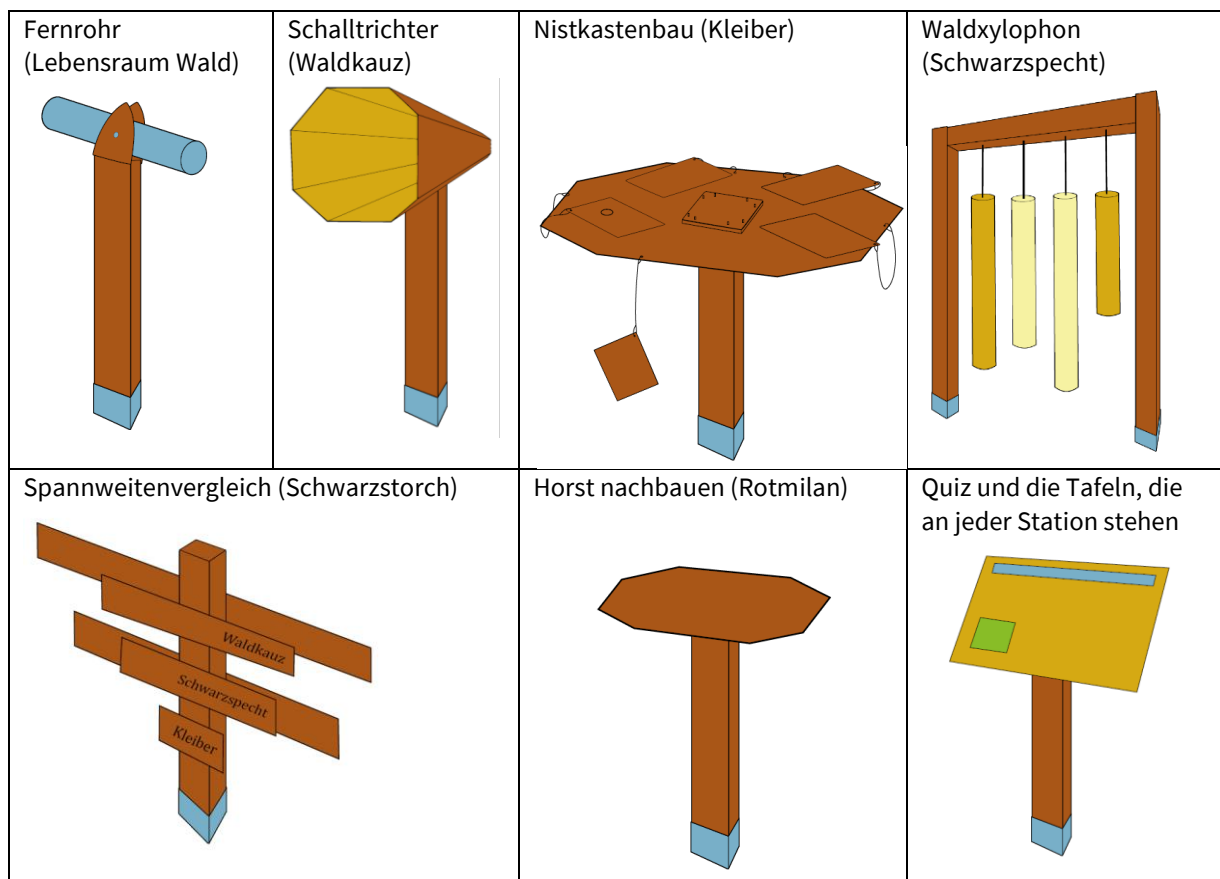 Fernrohr
(Lebensraum Wald)
Schalltrichter
(Waldkauz)
Nistkastenbau (Kleiber)
Waldxylophon
(Schwarzspecht)
Spannweitenvergleich (Schwarzstorch)
Waldkauz
Schwarzspecht
Kleiber
Horst nachbauen (Rotmilan)
Quiz und die Tafeln, die
an jeder Station stehen